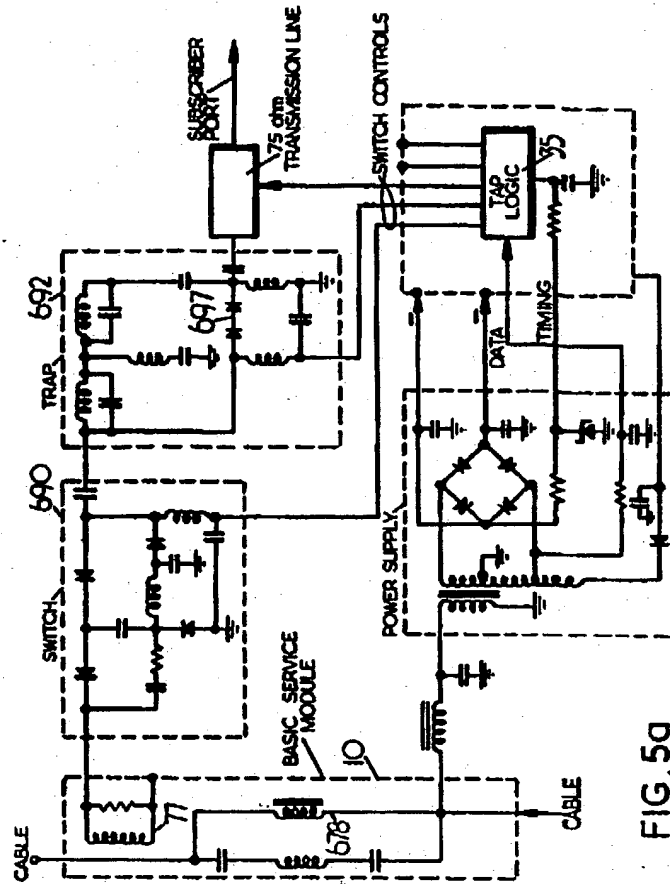 SUBSCRIBER
PORT
75 ohm
TRANSMISSION LINE
SWITCH CONTROLS
692
TRAP
697
690
SWITCH
TAP
LOGIC
35
DATA
TIMING
POWER SUPPLY
BASIC SERVICE
MODULE
10
77
678
CABLE
CABLE
FIG 5a